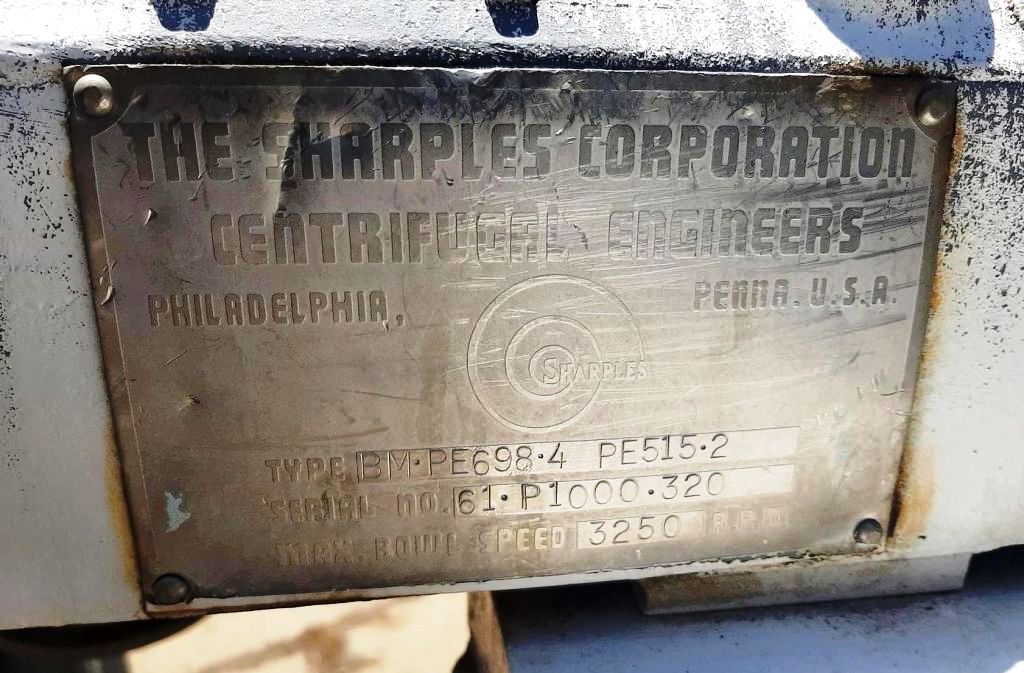 THE SHARPLES CORPORATION
CENTRIFUGAL ENGINEERS
PHILADELPHIA, PENNA. U.S.A.
SHARPLES
TYPE BM·PE698·4 PE515·2
SERIAL NO. 61·P1000·320
MAX. BOWL SPEED 3250 R.P.M.